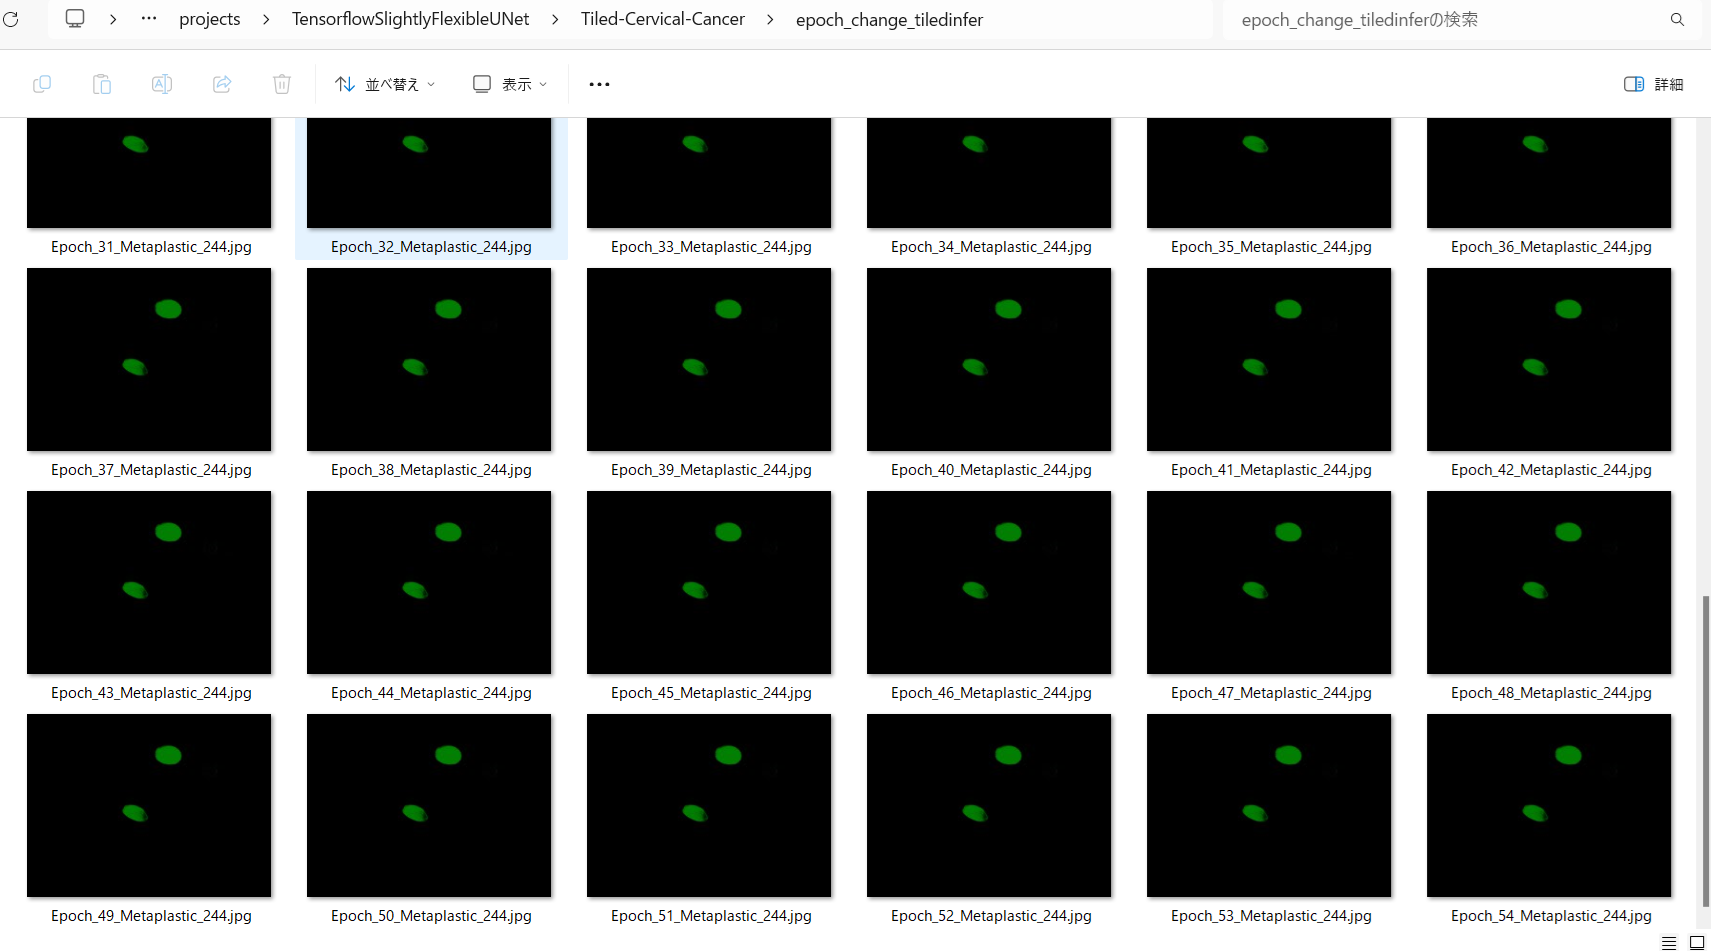 projects > TensorflowSlightlyFlexibleUNet > Tiled-Cervical-Cancer > epoch_change_tiledinfer
epoch_change_tiledinferの検索
並べ替え
表示
詳細
Epoch_31_Metaplastic_244.jpg
Epoch_32_Metaplastic_244.jpg
Epoch_33_Metaplastic_244.jpg
Epoch_34_Metaplastic_244.jpg
Epoch_35_Metaplastic_244.jpg
Epoch_36_Metaplastic_244.jpg
Epoch_37_Metaplastic_244.jpg
Epoch_38_Metaplastic_244.jpg
Epoch_39_Metaplastic_244.jpg
Epoch_40_Metaplastic_244.jpg
Epoch_41_Metaplastic_244.jpg
Epoch_42_Metaplastic_244.jpg
Epoch_43_Metaplastic_244.jpg
Epoch_44_Metaplastic_244.jpg
Epoch_45_Metaplastic_244.jpg
Epoch_46_Metaplastic_244.jpg
Epoch_47_Metaplastic_244.jpg
Epoch_48_Metaplastic_244.jpg
Epoch_49_Metaplastic_244.jpg
Epoch_50_Metaplastic_244.jpg
Epoch_51_Metaplastic_244.jpg
Epoch_52_Metaplastic_244.jpg
Epoch_53_Metaplastic_244.jpg
Epoch_54_Metaplastic_244.jpg